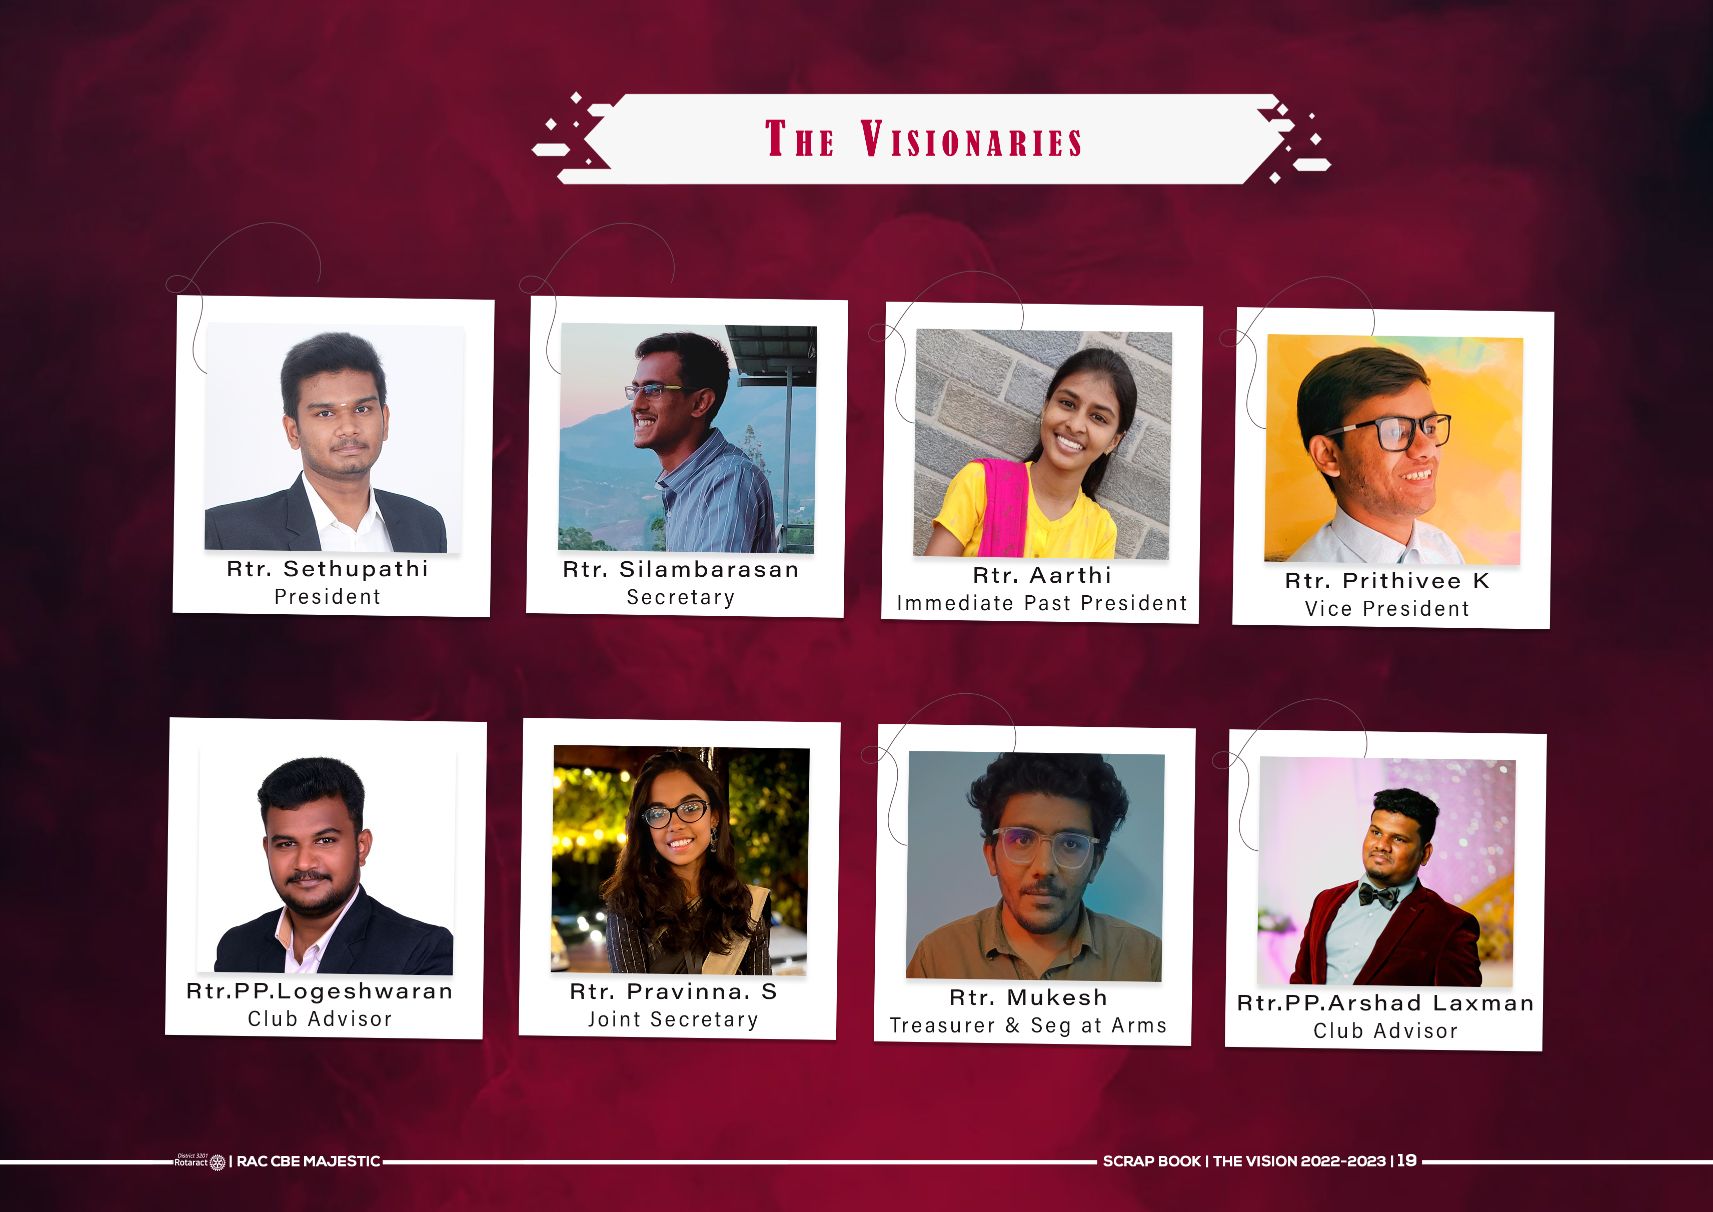 The Visionaries
Rtr. Sethupathi
President
Rtr. Silambarasan
Secretary
Rtr. Aarthi
Immediate Past President
Rtr. Prithivee K
Vice President
Rtr.PP.Logeshwaran
Club Advisor
Rtr. Pravinna. S
Joint Secretary
Rtr. Mukesh
Treasurer & Seg at Arms
Rtr.PP.Arshad Laxman
Club Advisor
District 3201
Rotaract | RAC CBE MAJESTIC
SCRAP BOOK | THE VISION 2022-2023 | 19